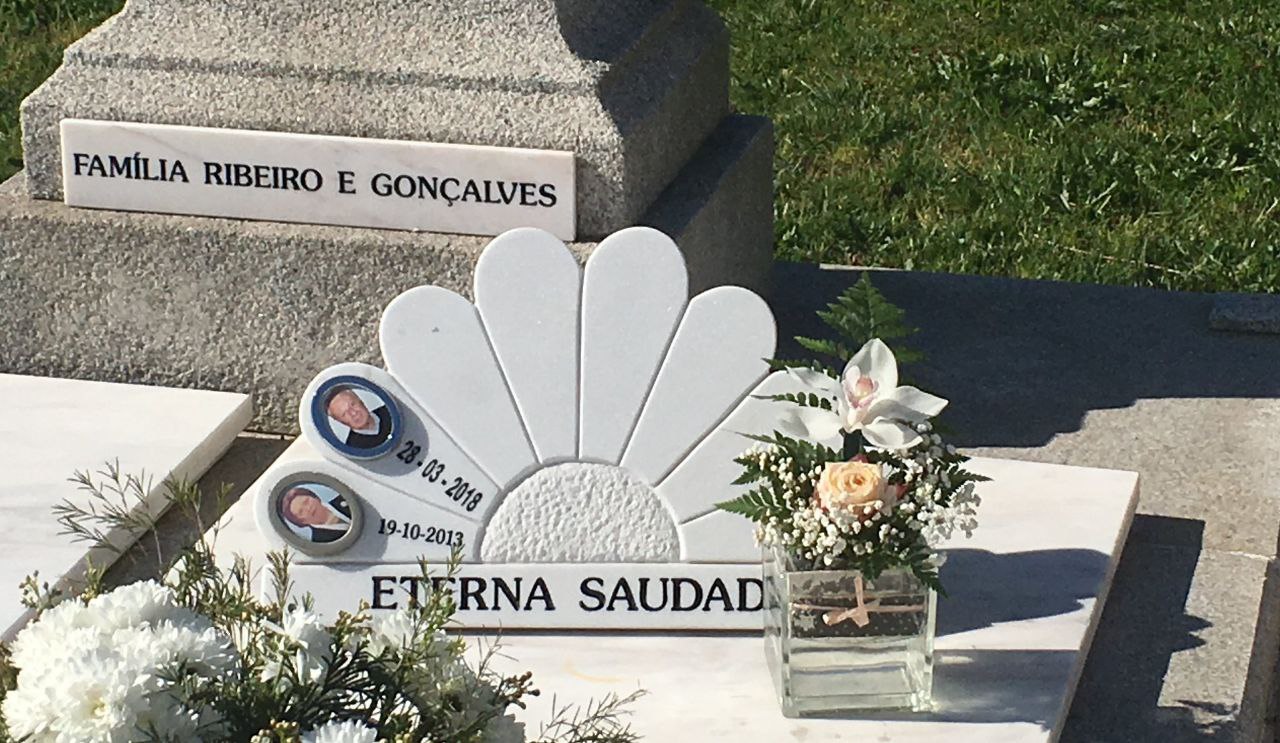 FAMÍLIA RIBEIRO E GONÇALVES
28-03-2018
19-10-2013
ETERNA SAUDAD